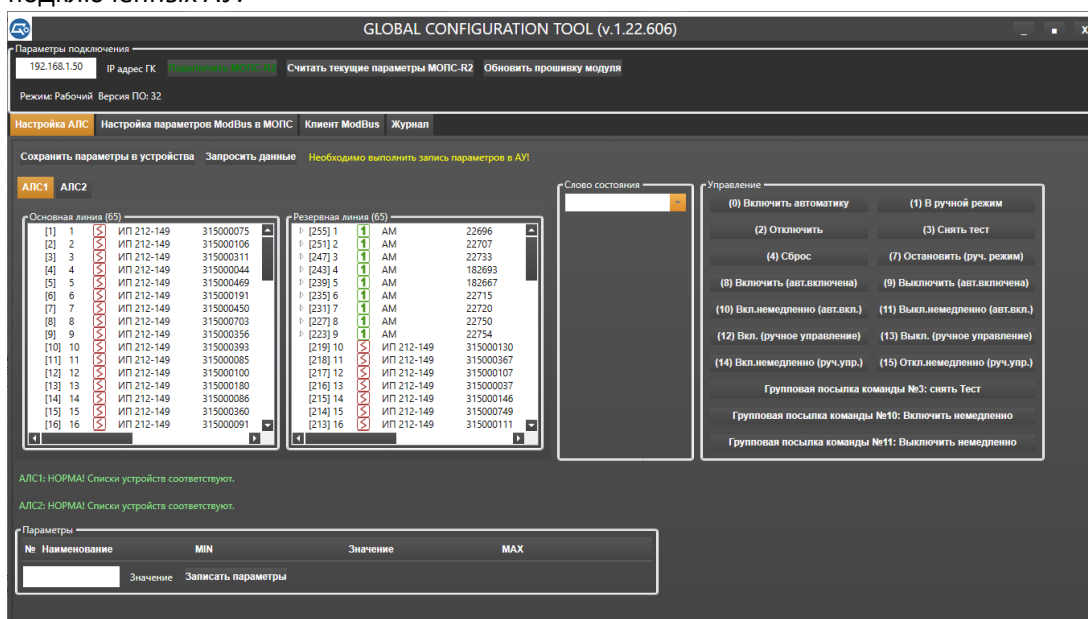 подключенных АУ.
GLOBAL CONFIGURATION TOOL (v.1.22.606)
Параметры подключения
192.168.1.50 IP адрес ГК Считать текущие параметры МОПС-R2 Обновить прошивку модуля
Режим: Рабочий Версия ПО: 32
Настройка АЛС Настройка параметров ModBus в МОПС Клиент ModBus Журнал
Сохранить параметры в устройства Запросить данные Необходимо выполнить запись параметров в АУ!
АЛС1 АЛС2
Основная линия (65)
[1] 1 ИП 212-149 315000075
[2] 2 ИП 212-149 315000106
[3] 3 ИП 212-149 315000311
[4] 4 ИП 212-149 315000044
[5] 5 ИП 212-149 315000469
[6] 6 ИП 212-149 315000191
[7] 7 ИП 212-149 315000450
[8] 8 ИП 212-149 315000703
[9] 9 ИП 212-149 315000356
[10] 10 ИП 212-149 315000393
[11] 11 ИП 212-149 315000085
[12] 12 ИП 212-149 315000100
[13] 13 ИП 212-149 315000180
[14] 14 ИП 212-149 315000086
[15] 15 ИП 212-149 315000360
[16] 16 ИП 212-149 315000091
Резервная линия (65)
[255] 1 1 АМ 22696
[251] 2 1 АМ 22707
[247] 3 1 АМ 22733
[243] 4 1 АМ 182693
[239] 5 1 АМ 182667
[235] 6 1 АМ 22715
[231] 7 1 АМ 22720
[227] 8 1 АМ 22750
[223] 9 1 АМ 22754
[219] 10 ИП 212-149 315000130
[218] 11 ИП 212-149 315000367
[217] 12 ИП 212-149 315000107
[216] 13 ИП 212-149 315000037
[215] 14 ИП 212-149 315000146
[214] 15 ИП 212-149 315000749
[213] 16 ИП 212-149 315000111
Слово состояния
Управление
(0) Включить автоматику (1) В ручной режим
(2) Отключить (3) Снять тест
(4) Сброс (7) Остановить (руч. режим)
(8) Включить (авт.включена) (9) Выключить (авт.включена)
(10) Вкл.немедленно (авт.вкл.) (11) Выкл.немедленно (авт.вкл.)
(12) Вкл. (ручное управление) (13) Выкл. (ручное управление)
(14) Вкл.немедленно (руч.упр.) (15) Откл.немедленно (руч.упр.)
Групповая посылка команды №3: снять Тест
Групповая посылка команды №10: Включить немедленно
Групповая посылка команды №11: Выключить немедленно
АЛС1: НОРМА! Списки устройств соответствуют.
АЛС2: НОРМА! Списки устройств соответствуют.
Параметры
№ Наименование MIN Значение MAX
Значение Записать параметры